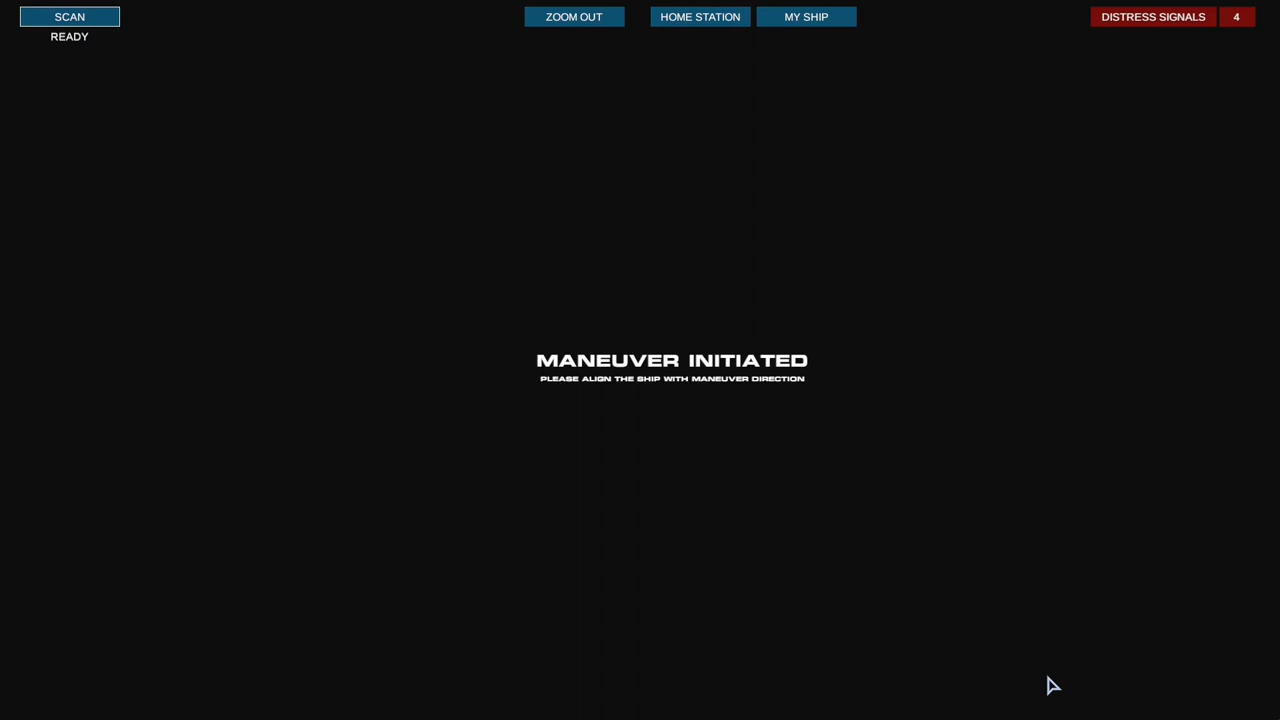 SCAN
READY
ZOOM OUT
HOME STATION
MY SHIP
DISTRESS SIGNALS
4
MANEUVER INITIATED
PLEASE ALIGN THE SHIP WITH MANEUVER DIRECTION